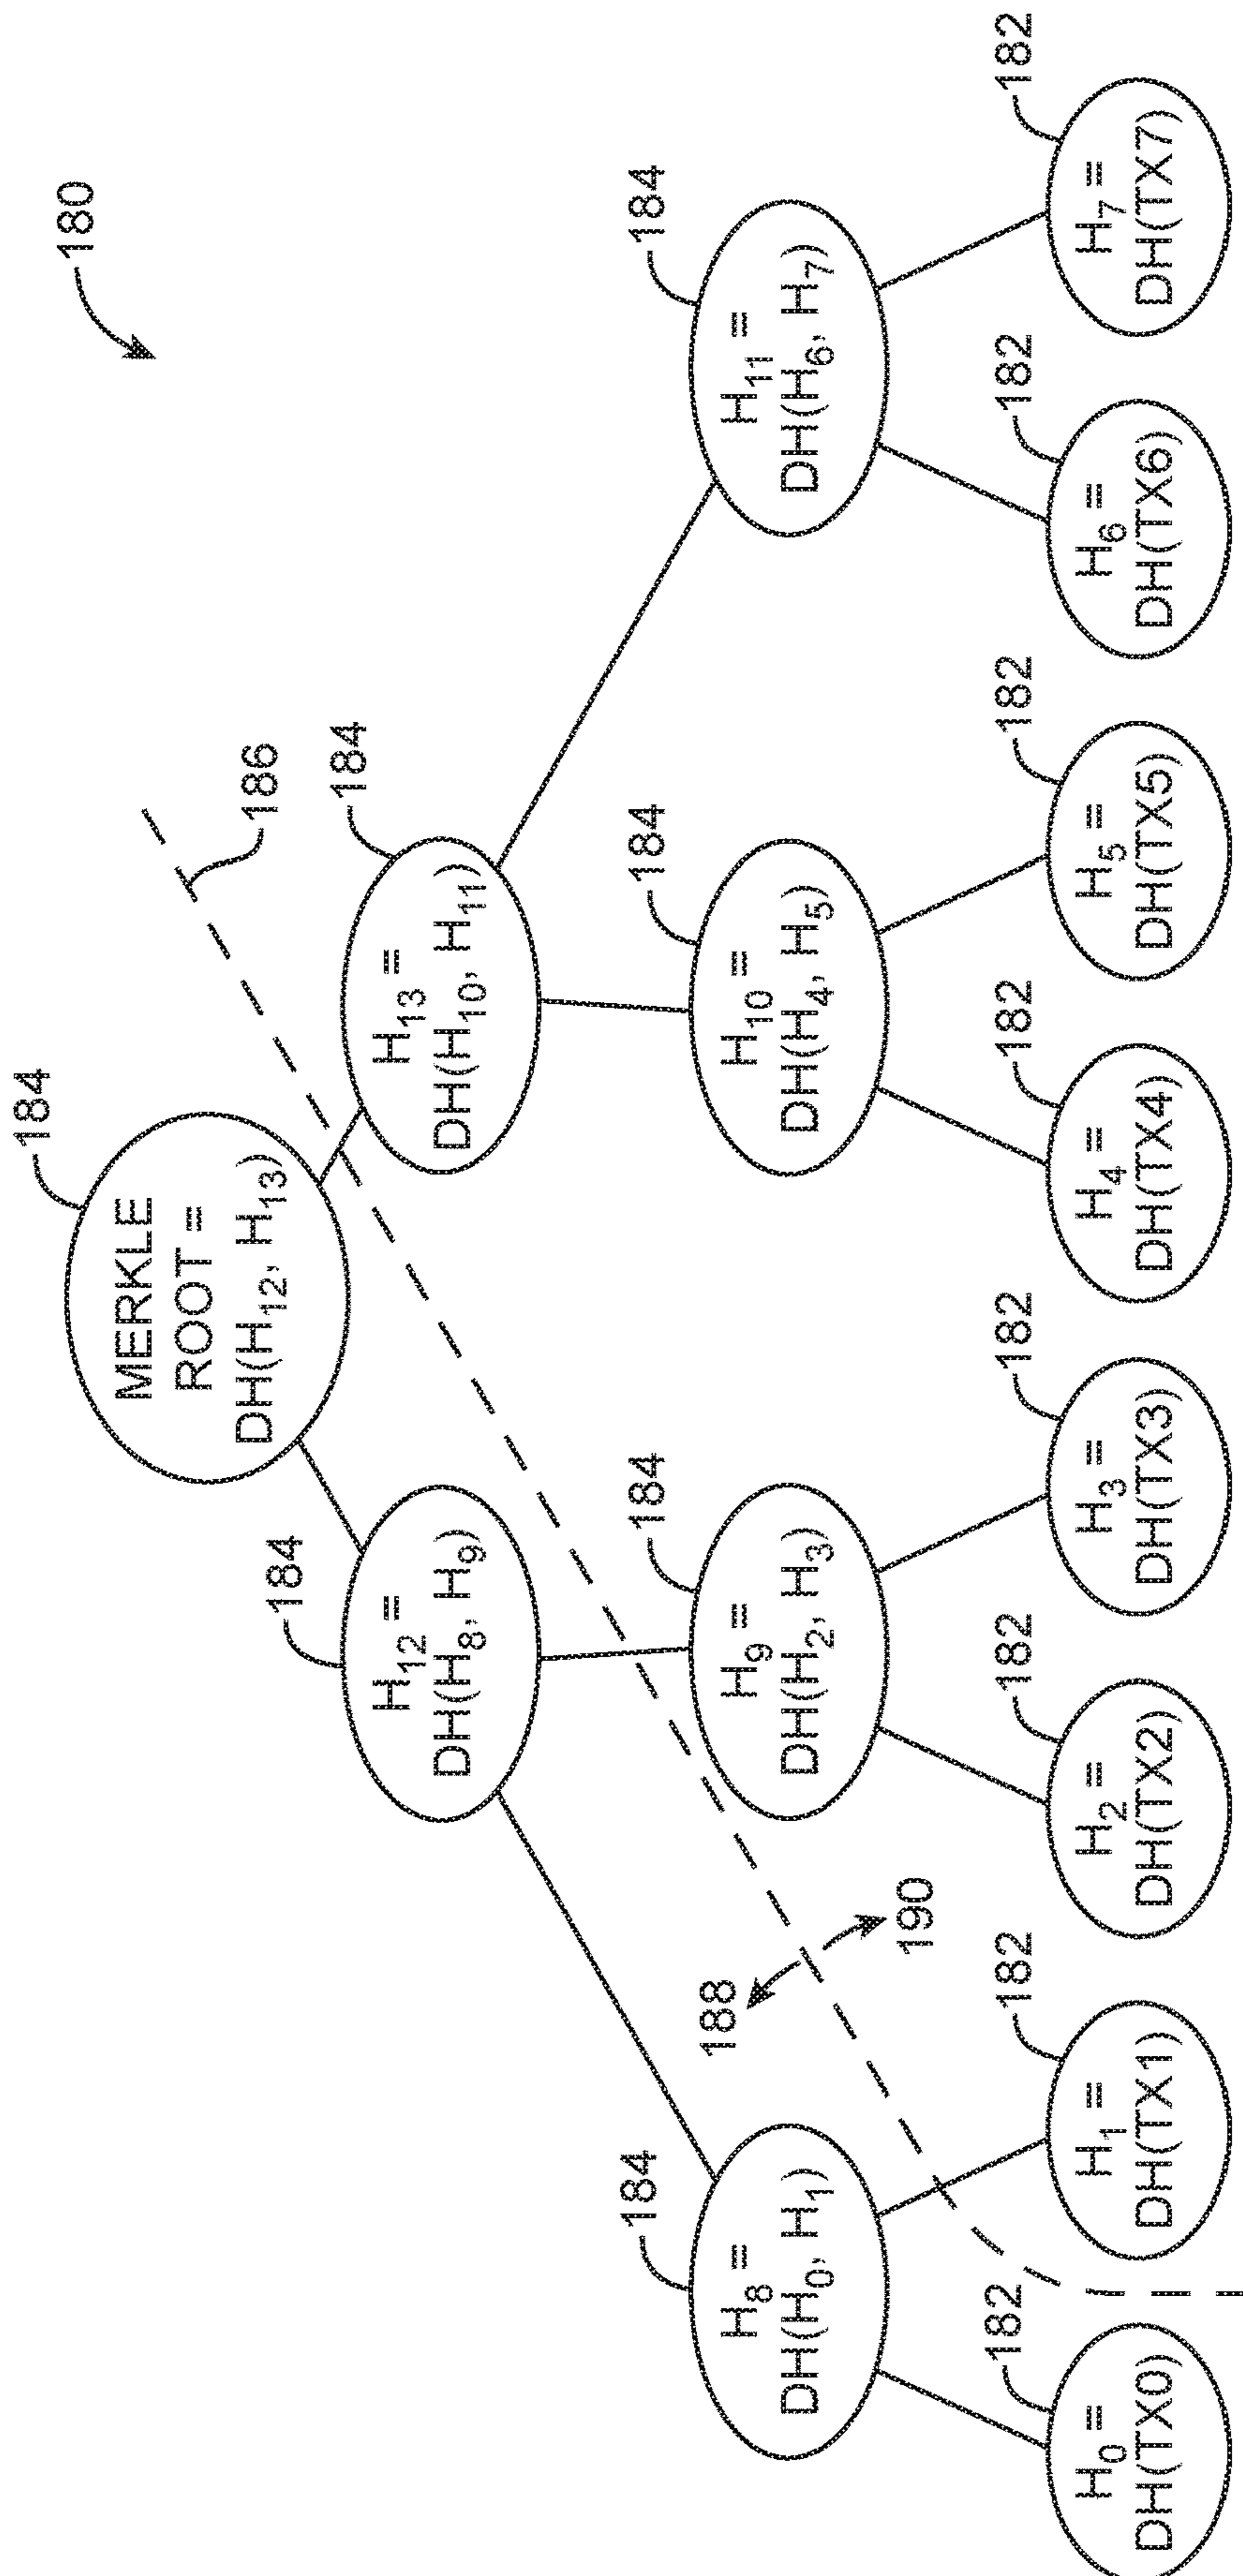 180
184
MERKLE
ROOT =
DH(H12, H13)
186
184
H12 =
DH(H8, H9)
184
H13 =
DH(H10, H11)
184
H8 =
DH(H0, H1)
188
190
184
H9 =
DH(H2, H3)
184
H10 =
DH(H4, H5)
184
H11 =
DH(H6, H7)
182
H0 =
DH(TX0)
182
H1 =
DH(TX1)
182
H2 =
DH(TX2)
182
H3 =
DH(TX3)
182
H4 =
DH(TX4)
182
H5 =
DH(TX5)
182
H6 =
DH(TX6)
182
H7 =
DH(TX7)